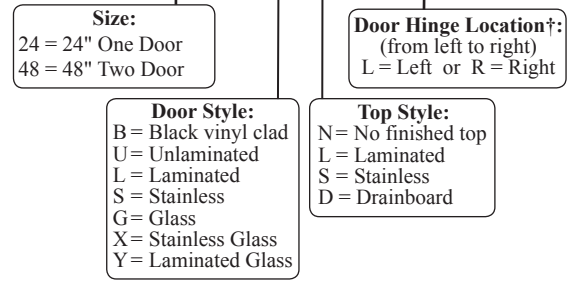 Size:
24 = 24" One Door
48 = 48" Two Door
Door Hinge Location†:
(from left to right)
L = Left or R = Right
Door Style:
B = Black vinyl clad
U = Unlaminated
L = Laminated
S = Stainless
G = Glass
X = Stainless Glass
Y = Laminated Glass
Top Style:
N = No finished top
L = Laminated
S = Stainless
D = Drainboard